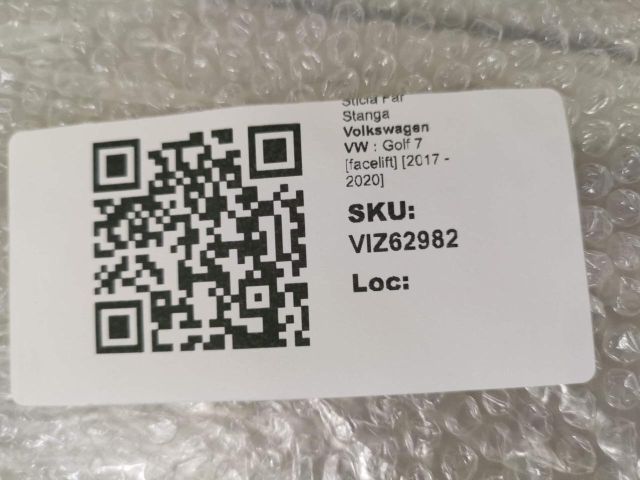 Sticla Far
Stanga
Volkswagen
VW : Golf 7
[facelift] [2017 -
2020]
SKU:
VIZ62982
Loc: